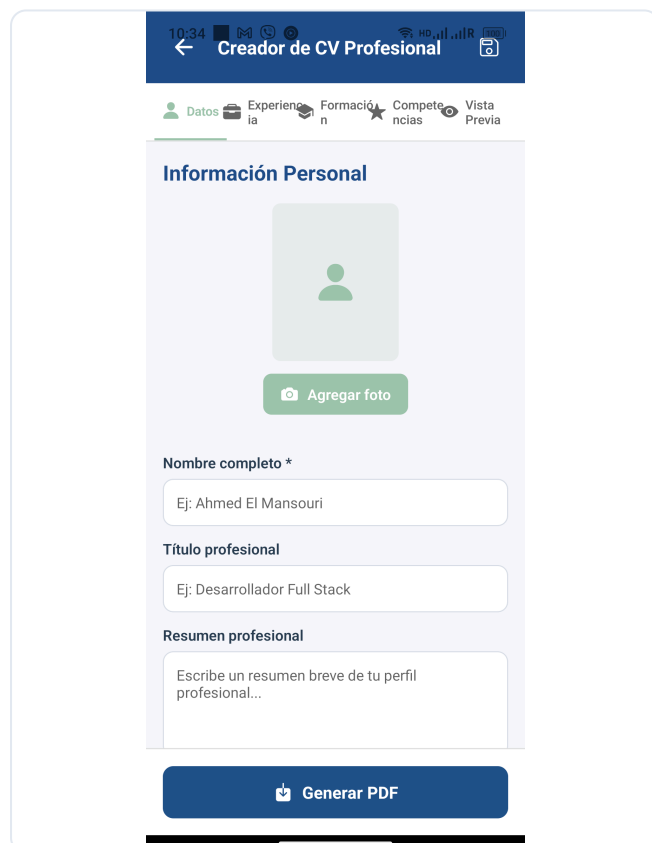 10:34
HD R 100
Creador de CV Profesional
Datos
Experienc
ia
Formació
n
Compete
ncias
Vista
Previa
Información Personal
Agregar foto
Nombre completo *
Ej: Ahmed El Mansouri
Título profesional
Ej: Desarrollador Full Stack
Resumen profesional
Escribe un resumen breve de tu perfil
profesional...
Generar PDF